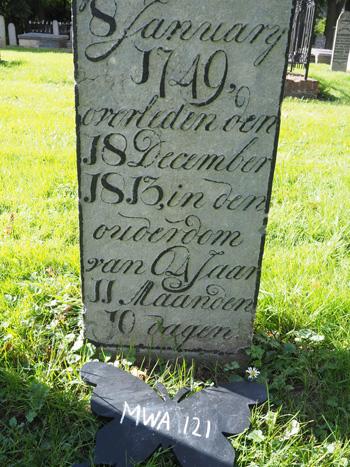 8 January
1749,
overleden den
18 December
1813, in den
ouderdom
van 64 Jaar
11 Maanden
10 dagen
MWA 121